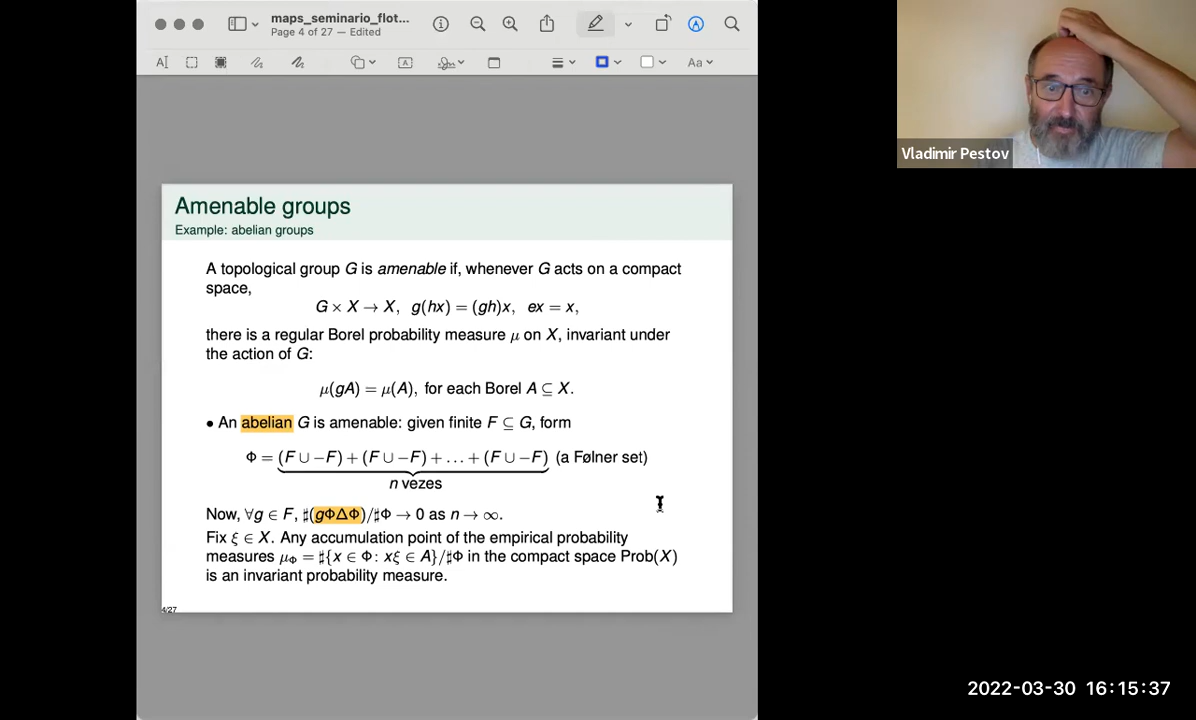 maps_seminario_flot...
Page 4 of 27 — Edited
Aa
Vladimir Pestov
Amenable groups
Example: abelian groups
A topological group G is amenable if, whenever G acts on a compact
space,
G × X → X, g(hx) = (gh)x, ex = x,
there is a regular Borel probability measure μ on X, invariant under
the action of G:
μ(gA) = μ(A), for each Borel A ⊆ X.
• An abelian G is amenable: given finite F ⊆ G, form
Φ = (F ∪ −F) + (F ∪ −F) + … + (F ∪ −F) (a Følner set)
n vezes
Now, ∀g ∈ F, ♯(gΦΔΦ)/♯Φ → 0 as n → ∞.
Fix ξ ∈ X. Any accumulation point of the empirical probability
measures μ_Φ = ♯{x ∈ Φ: xξ ∈ A}/♯Φ in the compact space Prob(X)
is an invariant probability measure.
4/27
2022-03-30 16:15:37